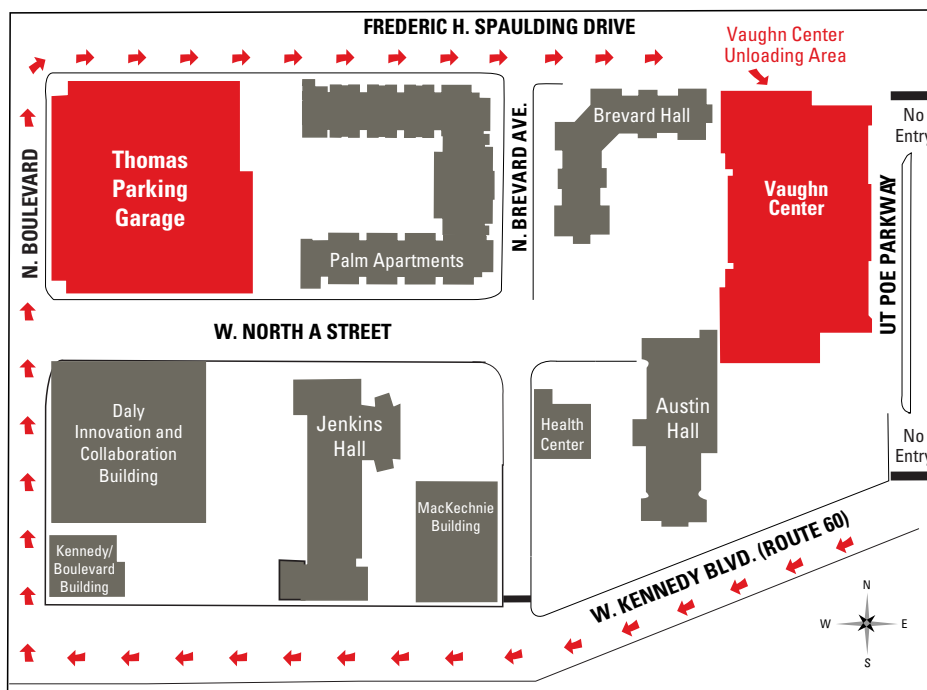 FREDERIC H. SPAULDING DRIVE
Vaughn Center
Unloading Area
N. BOULEVARD
Thomas
Parking
Garage
Palm Apartments
N. BREVARD AVE.
Brevard Hall
Vaughn
Center
No
Entry
UT POE PARKWAY
W. NORTH A STREET
Daly
Innovation and
Collaboration
Building
Jenkins
Hall
Health
Center
Austin
Hall
No
Entry
MacKechnie
Building
Kennedy/
Boulevard
Building
W. KENNEDY BLVD. (ROUTE 60)
N
W
E
S